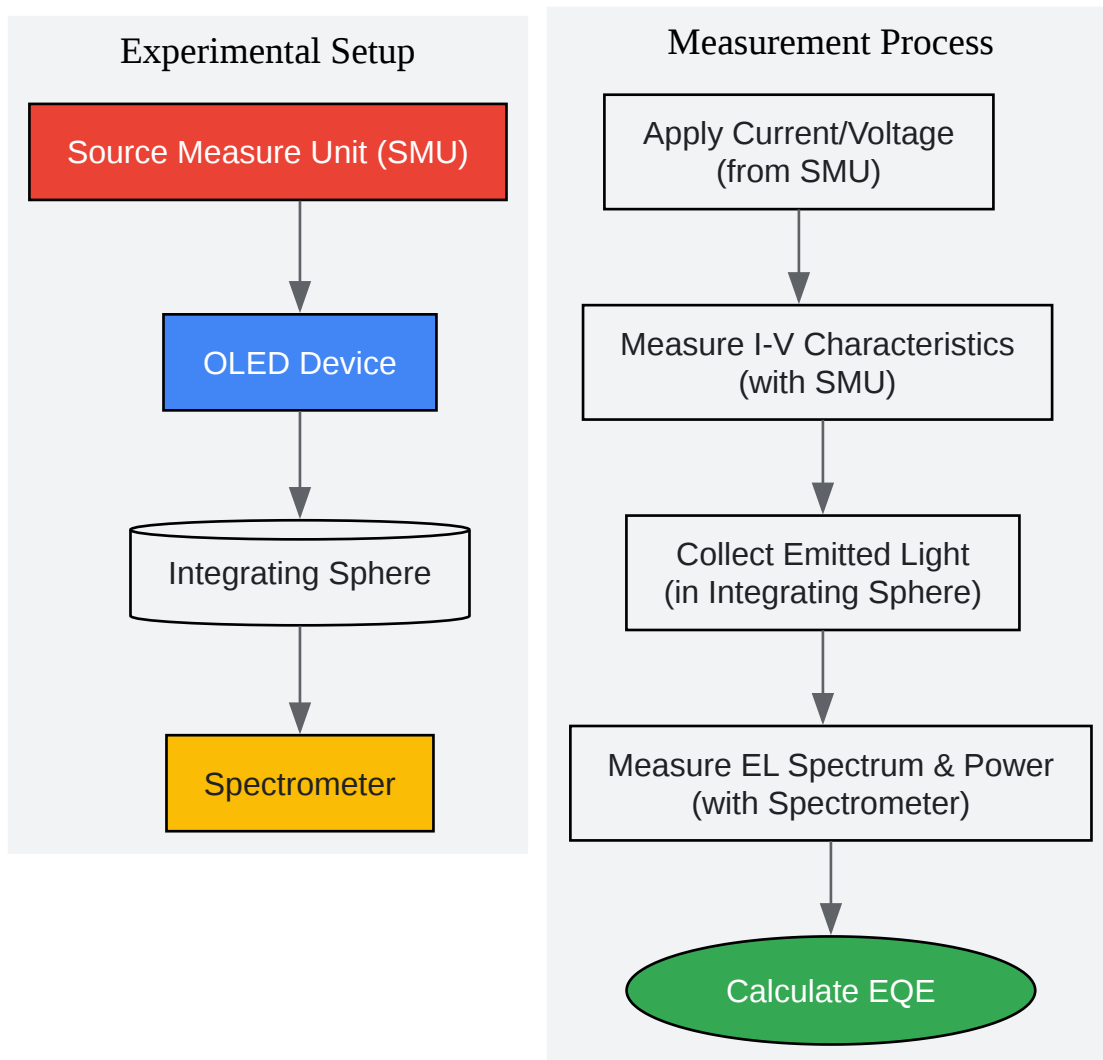 Experimental Setup
Source Measure Unit (SMU)
OLED Device
Integrating Sphere
Spectrometer
Measurement Process
Apply Current/Voltage
(from SMU)
Measure I-V Characteristics
(with SMU)
Collect Emitted Light
(in Integrating Sphere)
Measure EL Spectrum & Power
(with Spectrometer)
Calculate EQE